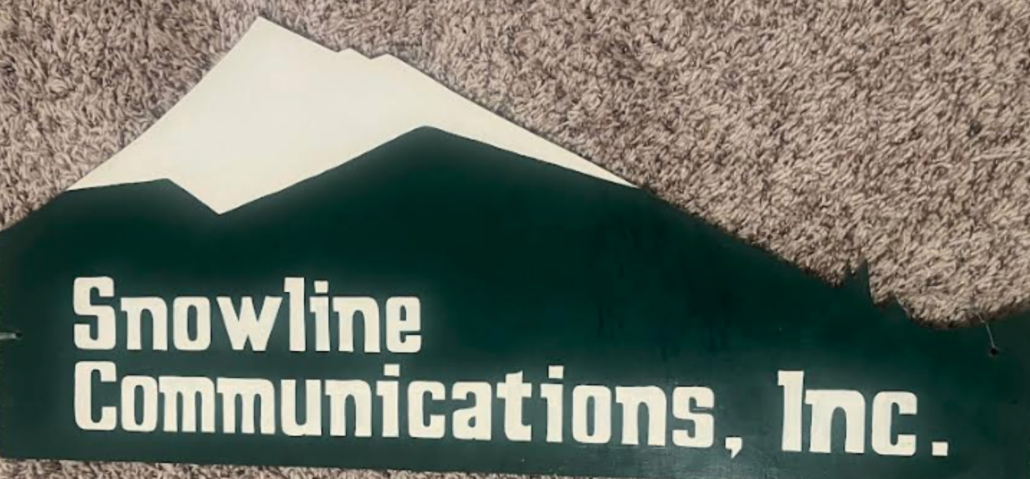 Snowline
Communications, Inc.